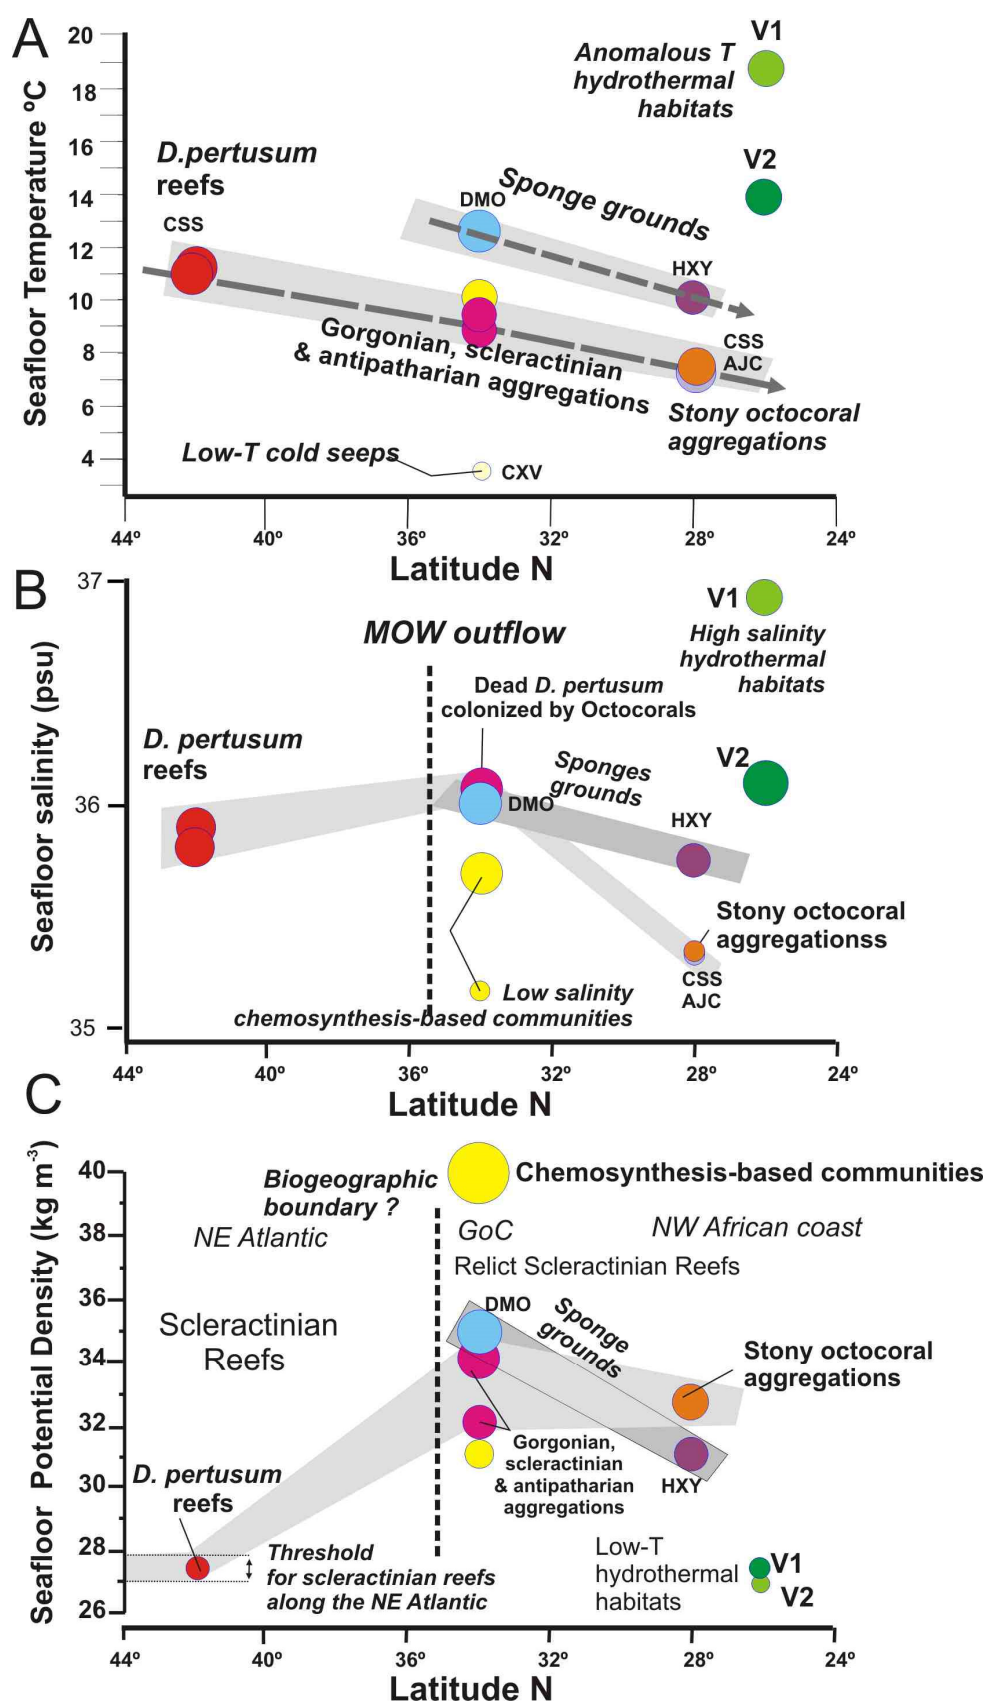 A
20
18
16
14
12
10
8
6
4
Seafloor Temperature ºC
V1
Anomalous T
hydrothermal
habitats
V2
D.pertusum
reefs
CSS
DMO
Sponge grounds
HXY
Gorgonian, scleractinian
& antipatharian aggregations
CSS
AJC
Stony octocoral
aggregations
Low-T cold seeps
CXV
44º
40º
36º
32º
28º
24º
Latitude N
B
37
36
35
Seafloor salinity (psu)
V1
MOW outflow
High salinity
hydrothermal
habitats
Dead D. pertusum
colonized by Octocorals
D. pertusum
reefs
Sponges
grounds
V2
DMO
HXY
Stony octocoral
aggregationss
CSS
AJC
Low salinity
chemosynthesis-based communities
44º
40º
36º
32º
28º
24º
Latitude N
C
40
38
36
34
32
30
28
26
Seafloor Potential Density (kg m-3)
Biogeographic
boundary ?
Chemosynthesis-based communities
NE Atlantic
GoC
NW African coast
Relict Scleractinian Reefs
Scleractinian
Reefs
DMO
Sponge
grounds
Stony octocoral
aggregations
Gorgonian,
scleractinian
& antipatharian
aggregations
HXY
D. pertusum
reefs
Threshold
for scleractinian reefs
along the NE Atlantic
Low-T
hydrothermal
habitats
V1
V2
44º
40º
36º
32º
28º
24º
Latitude N